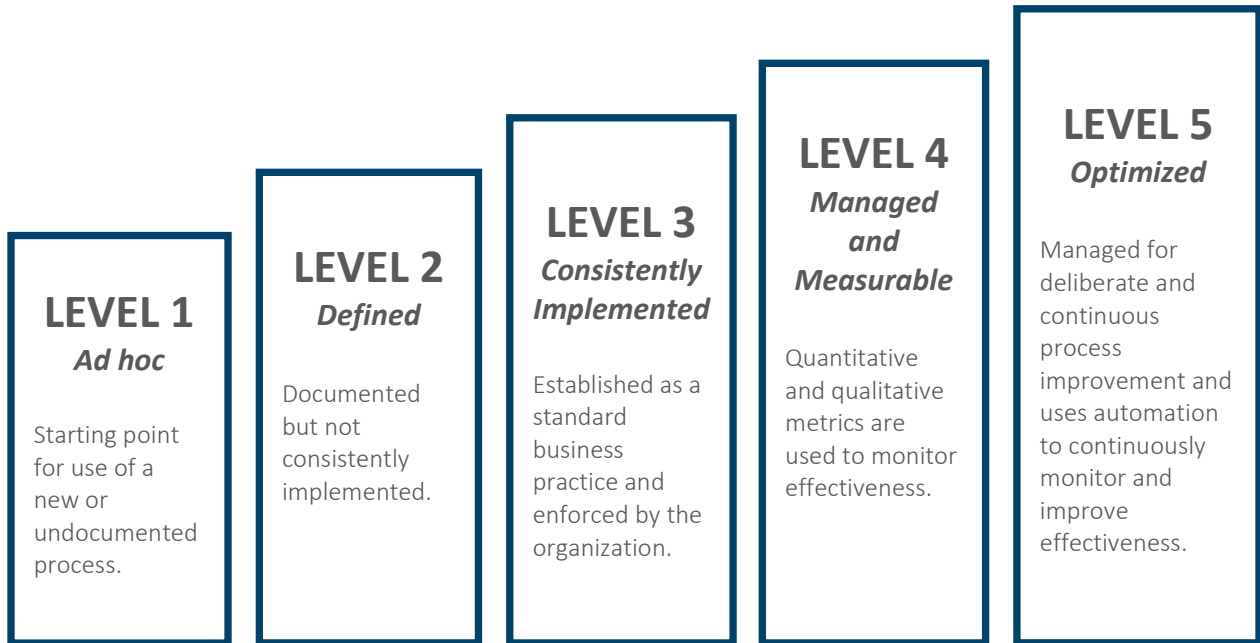 LEVEL 1
Ad hoc
Starting point
for use of a
new or
undocumented
process.
LEVEL 2
Defined
Documented
but not
consistently
implemented.
LEVEL 3
Consistently
Implemented
Established as a
standard
business
practice and
enforced by the
organization.
LEVEL 4
Managed
and
Measurable
Quantitative
and qualitative
metrics are
used to monitor
effectiveness.
LEVEL 5
Optimized
Managed for
deliberate and
continuous
process
improvement and
uses automation
to continuously
monitor and
improve
effectiveness.